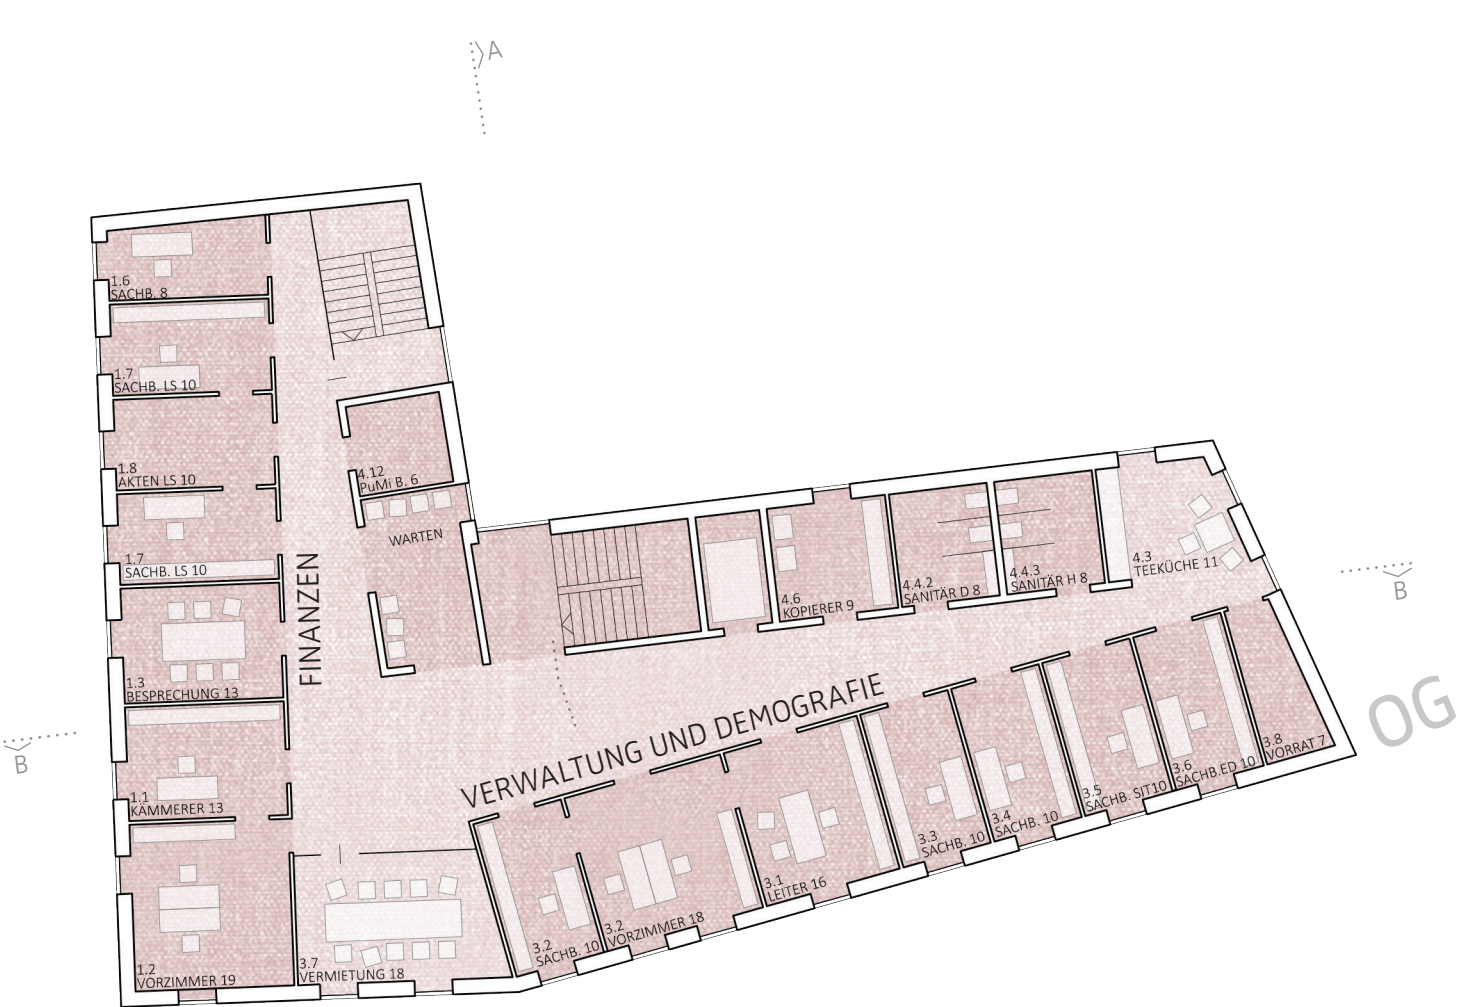 A
1.6
SACHB. 8
1.7
SACHB. LS 10
1.8
AKTEN LS 10
1.7
SACHB. LS 10
1.3
BESPRECHUNG 13
1.1
KÄMMERER 13
1.2
VORZIMMER 19
FINANZEN
4.12
PuMi B. 6
WARTEN
4.6
KOPIERER 9
4.4.2
SANITÄR D 8
4.4.3
SANITÄR H 8
4.3
TEEKÜCHE 11
B
B
VERWALTUNG UND DEMOGRAFIE
3.7
VERMIETUNG 18
3.2
SACHB. 10
3.2
VORZIMMER 18
3.1
LEITER 16
3.3
SACHB. 10
3.4
SACHB. 10
3.5
SACHB. SIT10
3.6
SACHB.ED 10
3.8
VORRAT 7
OG